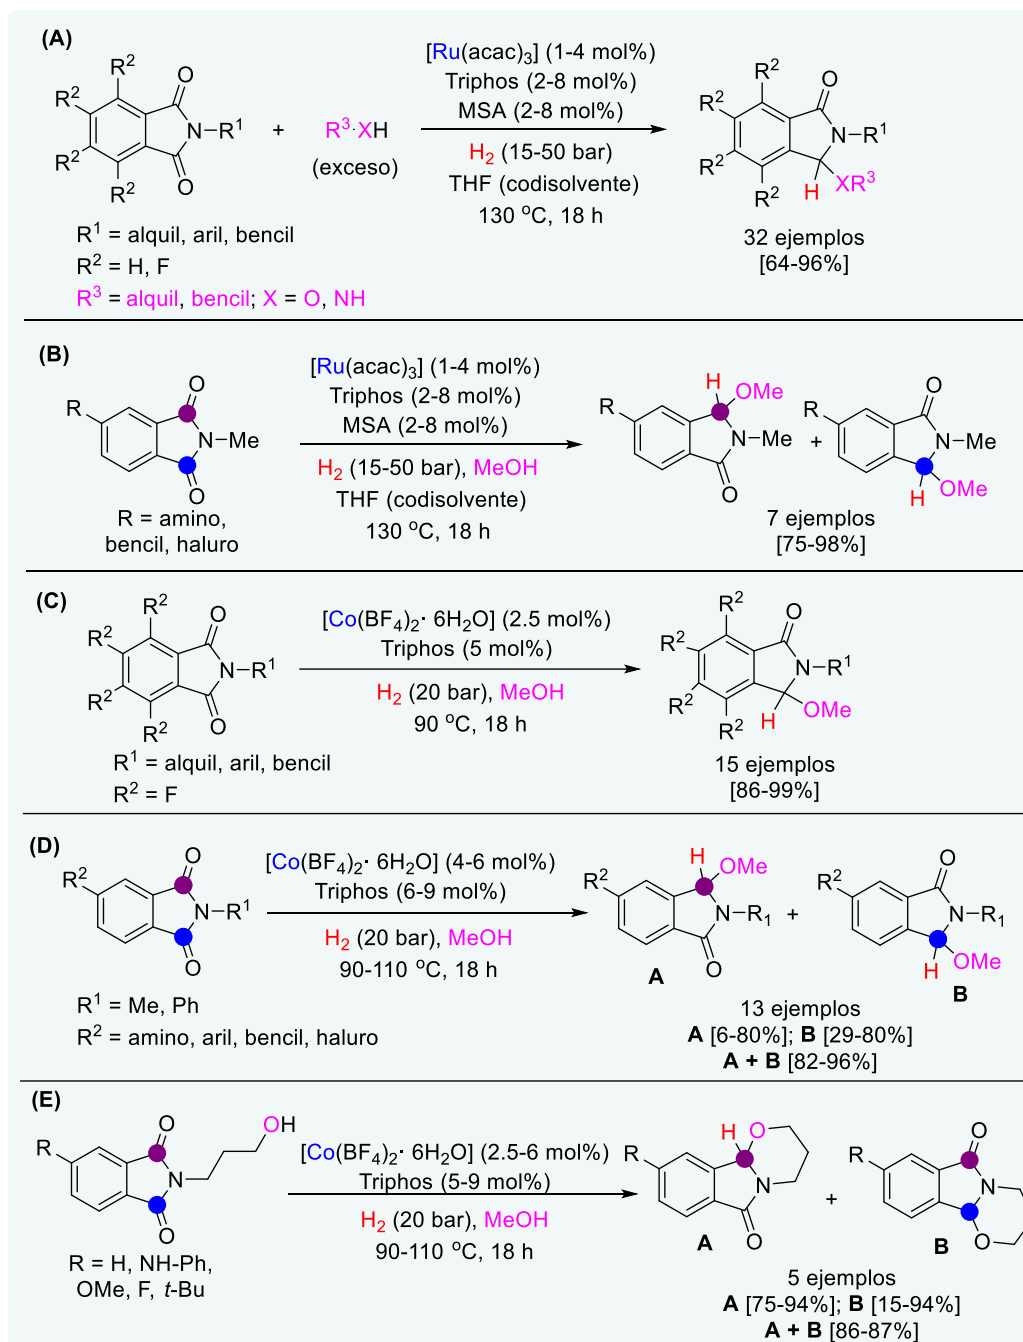 (A)
R² R² R² R² O O N-R¹
+
R³·XH
(exceso)
[Ru(acac)₃] (1-4 mol%)
Triphos (2-8 mol%)
MSA (2-8 mol%)
H₂ (15-50 bar)
THF (codisolvente)
130 ᵒC, 18 h
R² R² R² R² O N-R¹ H XR³
R¹ = alquil, aril, bencil
R² = H, F
R³ = alquil, bencil; X = O, NH
32 ejemplos
[64-96%]
(B)
R O O N-Me
R = amino,
bencil, haluro
[Ru(acac)₃] (1-4 mol%)
Triphos (2-8 mol%)
MSA (2-8 mol%)
H₂ (15-50 bar), MeOH
THF (codisolvente)
130 ᵒC, 18 h
R H OMe N-Me O
+
R O N-Me H OMe
7 ejemplos
[75-98%]
(C)
R² R² R² R² O O N-R¹
[Co(BF₄)₂· 6H₂O] (2.5 mol%)
Triphos (5 mol%)
H₂ (20 bar), MeOH
90 ᵒC, 18 h
R² R² R² R² O N-R¹ H OMe
R¹ = alquil, aril, bencil
R² = F
15 ejemplos
[86-99%]
(D)
R² O O N-R¹
[Co(BF₄)₂· 6H₂O] (4-6 mol%)
Triphos (6-9 mol%)
H₂ (20 bar), MeOH
90-110 ᵒC, 18 h
R² H OMe N-R₁ O
A
+
R² O N-R₁ H OMe
B
R¹ = Me, Ph
R² = amino, aril, bencil, haluro
13 ejemplos
A [6-80%]; B [29-80%]
A + B [82-96%]
(E)
R O O N OH
R = H, NH-Ph,
OMe, F, t-Bu
[Co(BF₄)₂· 6H₂O] (2.5-6 mol%)
Triphos (5-9 mol%)
H₂ (20 bar), MeOH
90-110 ᵒC, 18 h
R H O N O
A
+
R O N O
B
5 ejemplos
A [75-94%]; B [15-94%]
A + B [86-87%]